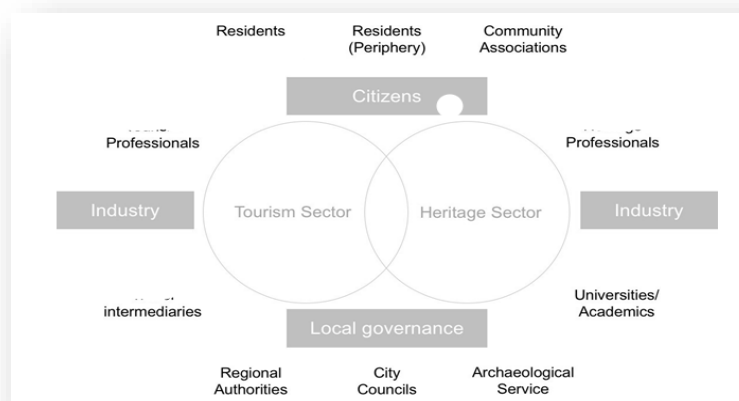 Residents
Residents
(Periphery)
Community
Associations
Citizens
Professionals
Professionals
Industry
Tourism Sector
Heritage Sector
Industry
intermediaries
Universities/
Academics
Local governance
Regional
Authorities
City
Councils
Archaeological
Service